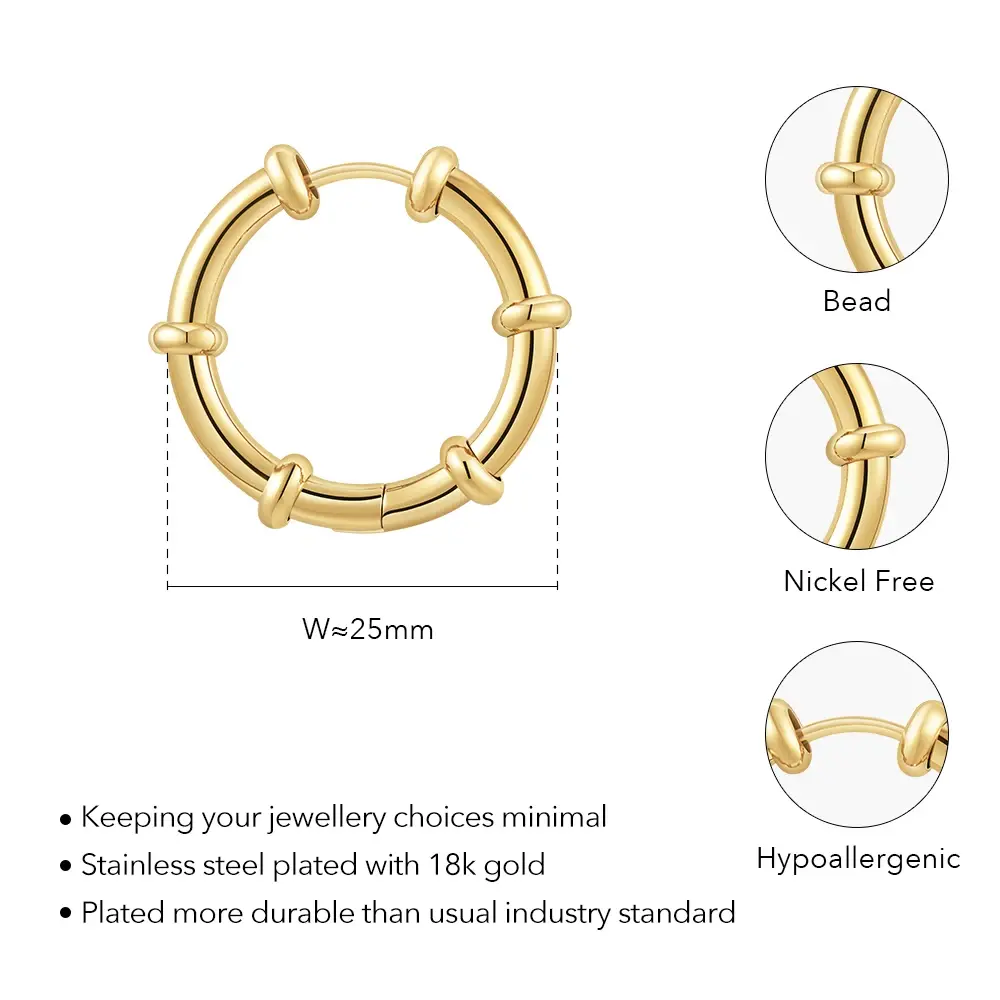 Bead
W≈25mm
Nickel Free
Hypoallergenic
• Keeping your jewellery choices minimal
• Stainless steel plated with 18k gold
• Plated more durable than usual industry standard